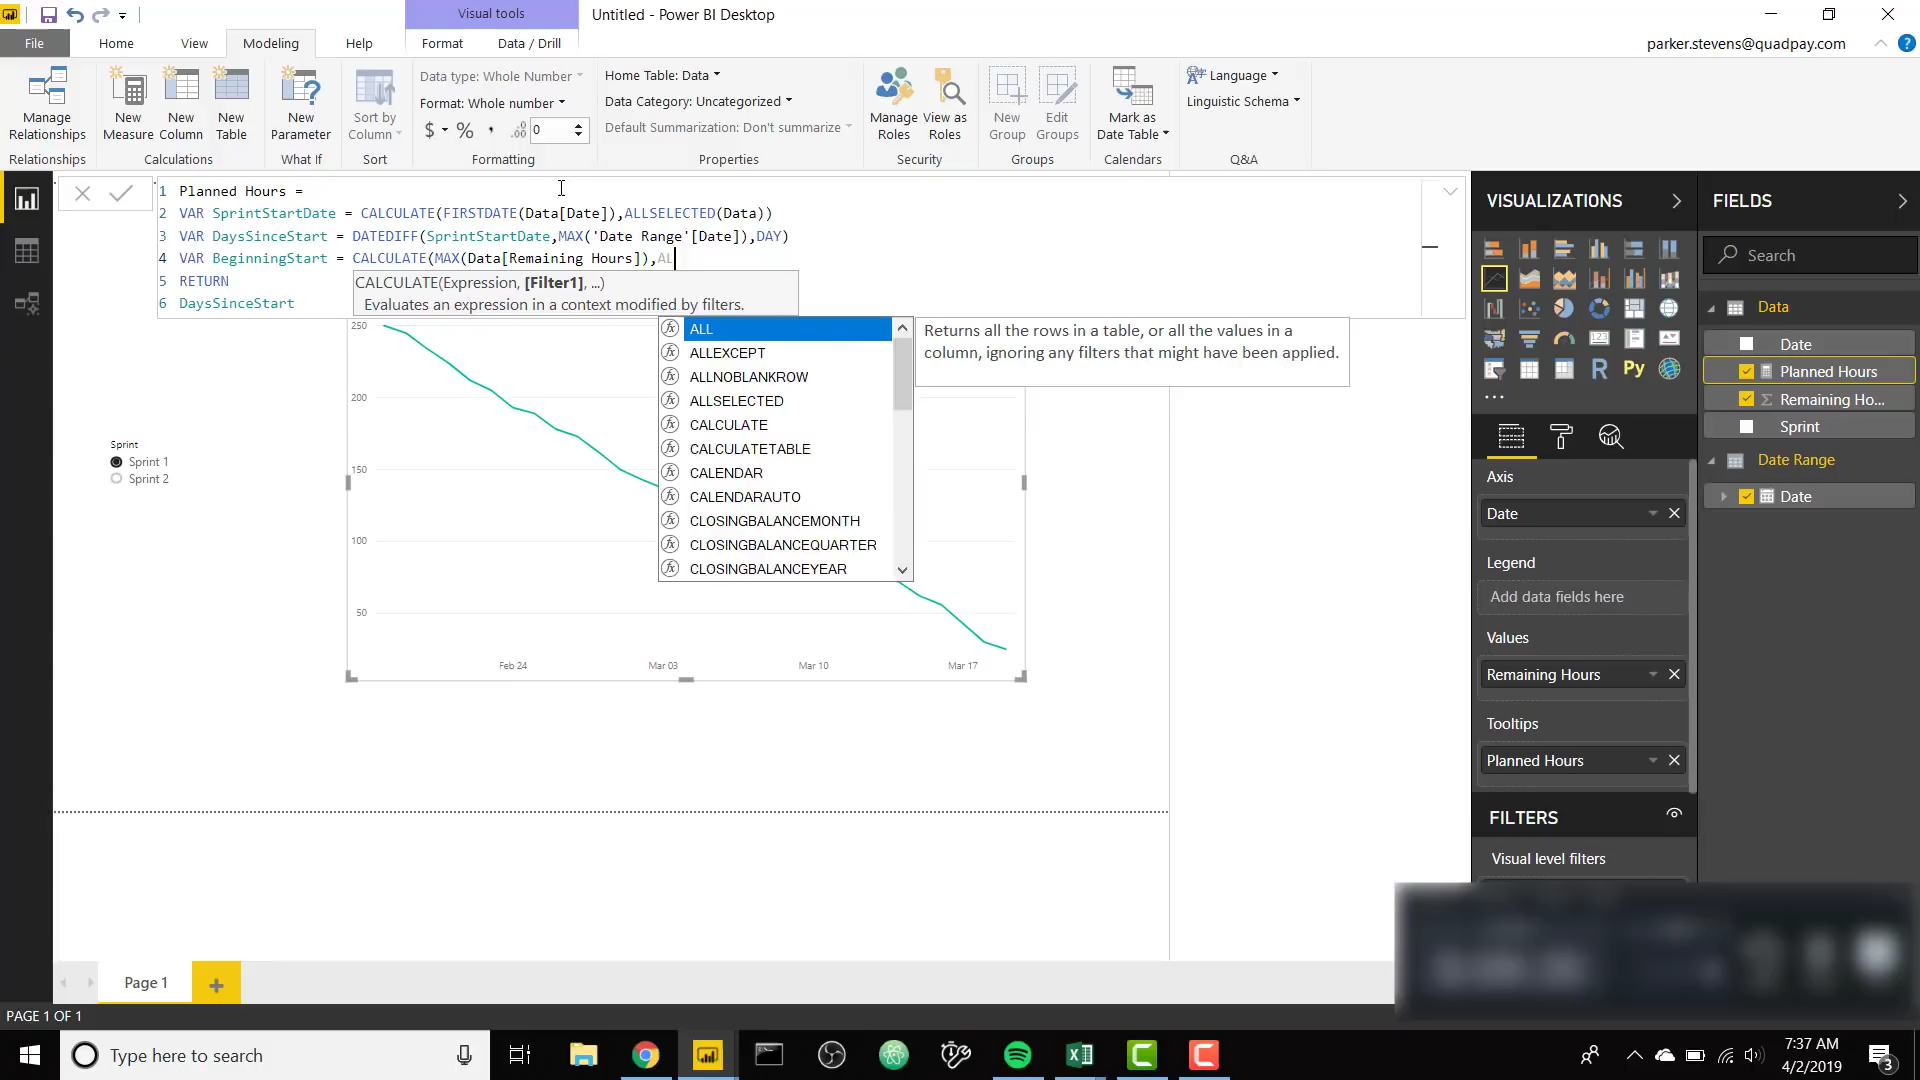 Visual tools
Untitled - Power BI Desktop
File
Home
View
Modeling
Help
Format
Data / Drill
parker.stevens@quadpay.com
Manage Relationships
New Measure
New Column
New Table
New Parameter
Sort by Column
Data type: Whole Number
Format: Whole number
$ % , .00 0
Home Table: Data
Data Category: Uncategorized
Default Summarization: Don't summarize
Manage Roles
View as Roles
New Group
Edit Groups
Mark as Date Table
Language
Linguistic Schema
Relationships
Calculations
What If
Sort
Formatting
Properties
Security
Groups
Calendars
Q&A
1 Planned Hours =
2 VAR SprintStartDate = CALCULATE(FIRSTDATE(Data[Date]),ALLSELECTED(Data))
3 VAR DaysSinceStart = DATEDIFF(SprintStartDate,MAX('Date Range'[Date]),DAY)
4 VAR BeginningStart = CALCULATE(MAX(Data[Remaining Hours]),AL
5 RETURN
6 DaysSinceStart
CALCULATE(Expression, [Filter1], ...)
Evaluates an expression in a context modified by filters.
ALL
ALLEXCEPT
ALLNOBLANKROW
ALLSELECTED
CALCULATE
CALCULATETABLE
CALENDAR
CALENDARAUTO
CLOSINGBALANCEMONTH
CLOSINGBALANCEQUARTER
CLOSINGBALANCEYEAR
Returns all the rows in a table, or all the values in a
column, ignoring any filters that might have been applied.
250
200
150
100
50
Feb 24
Mar 03
Mar 10
Mar 17
Sprint
Sprint 1
Sprint 2
VISUALIZATIONS
R
Py
Axis
Date
Legend
Add data fields here
Values
Remaining Hours
Tooltips
Planned Hours
FILTERS
Visual level filters
FIELDS
Search
Data
Date
Planned Hours
Remaining Ho...
Sprint
Date Range
Date
Page 1
PAGE 1 OF 1
Type here to search
7:37 AM
4/2/2019
3